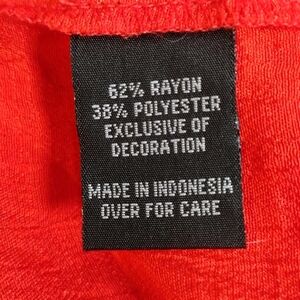 62% RAYON
38% POLYESTER
EXCLUSIVE OF
DECORATION
MADE IN INDONESIA
OVER FOR CARE